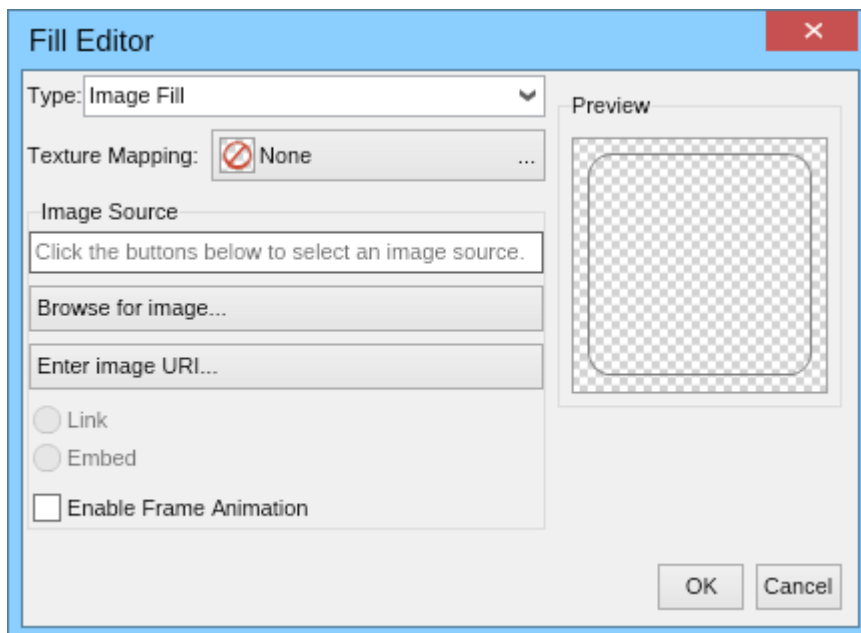 Fill Editor
Type: Image Fill
Preview
Texture Mapping: None ...
Image Source
Click the buttons below to select an image source.
Browse for image...
Enter image URI...
Link
Embed
Enable Frame Animation
OK Cancel